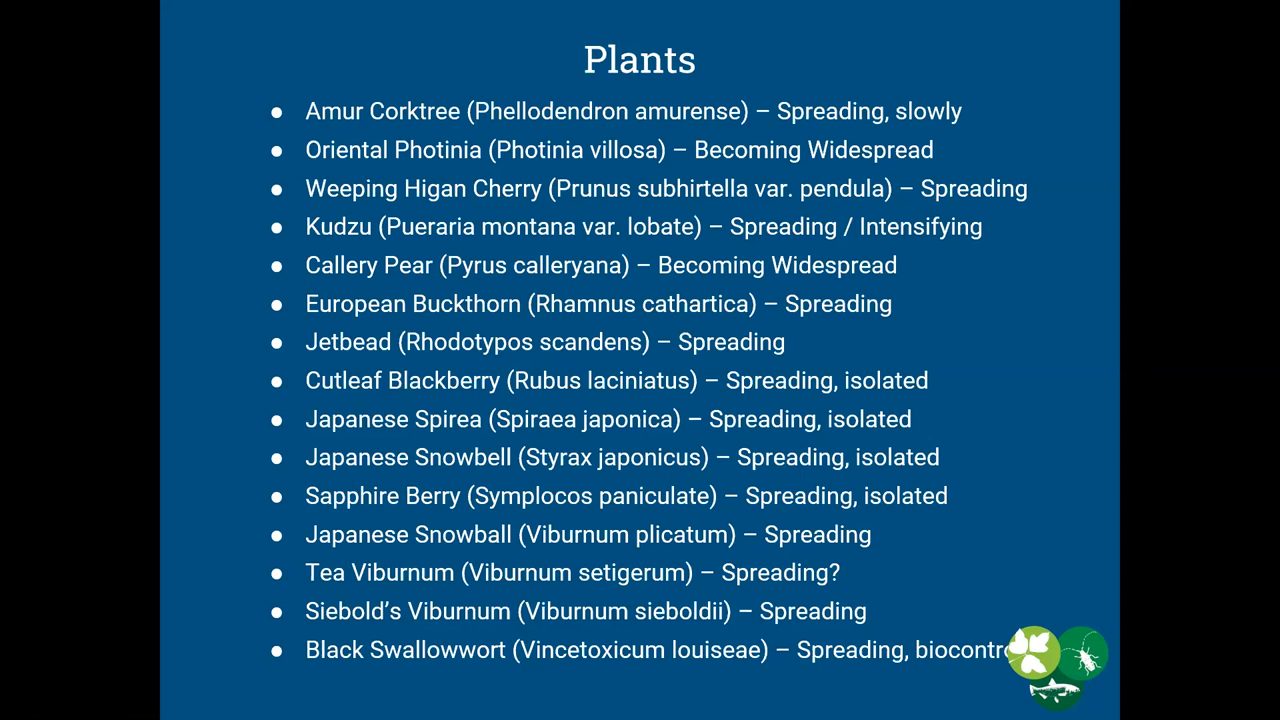 Plants
● Amur Corktree (Phellodendron amurense) – Spreading, slowly
● Oriental Photinia (Photinia villosa) – Becoming Widespread
● Weeping Higan Cherry (Prunus subhirtella var. pendula) – Spreading
● Kudzu (Pueraria montana var. lobate) – Spreading / Intensifying
● Callery Pear (Pyrus calleryana) – Becoming Widespread
● European Buckthorn (Rhamnus cathartica) – Spreading
● Jetbead (Rhodotypos scandens) – Spreading
● Cutleaf Blackberry (Rubus laciniatus) – Spreading, isolated
● Japanese Spirea (Spiraea japonica) – Spreading, isolated
● Japanese Snowbell (Styrax japonicus) – Spreading, isolated
● Sapphire Berry (Symplocos paniculate) – Spreading, isolated
● Japanese Snowball (Viburnum plicatum) – Spreading
● Tea Viburnum (Viburnum setigerum) – Spreading?
● Siebold’s Viburnum (Viburnum sieboldii) – Spreading
● Black Swallowwort (Vincetoxicum louiseae) – Spreading,